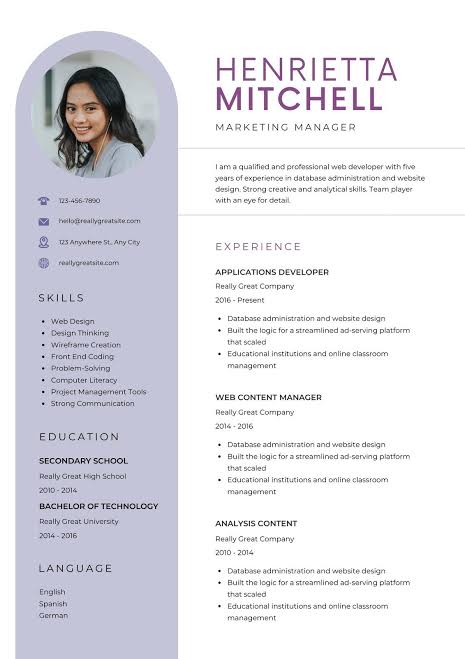 HENRIETTA
MITCHELL
MARKETING MANAGER
I am a qualified and professional web developer with five
years of experience in database administration and website
design. Strong creative and analytical skills. Team player
with an eye for detail.
123-456-7890
hello@reallygreatsite.com
123 Anywhere St., Any City
reallygreatsite.com
SKILLS
• Web Design
• Design Thinking
• Wireframe Creation
• Front End Coding
• Problem-Solving
• Computer Literacy
• Project Management Tools
• Strong Communication
EDUCATION
SECONDARY SCHOOL
Really Great High School
2010 - 2014
BACHELOR OF TECHNOLOGY
Really Great University
2014 - 2016
LANGUAGE
English
Spanish
German
EXPERIENCE
APPLICATIONS DEVELOPER
Really Great Company
2016 - Present
• Database administration and website design
• Built the logic for a streamlined ad-serving platform
that scaled
• Educational institutions and online classroom
management
WEB CONTENT MANAGER
Really Great Company
2014 - 2016
• Database administration and website design
• Built the logic for a streamlined ad-serving platform
that scaled
• Educational institutions and online classroom
management
ANALYSIS CONTENT
Really Great Company
2010 - 2014
• Database administration and website design
• Built the logic for a streamlined ad-serving platform
that scaled
• Educational institutions and online classroom
management